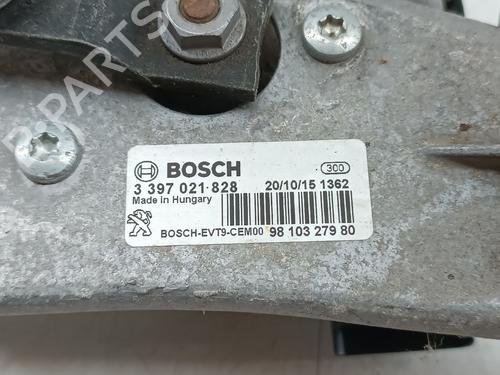 B-PARTS
BOSCH
300
3 397 021 828
20/10/15 1362
Made in Hungary
BOSCH-EVT9-CEM00
98 103 279 80